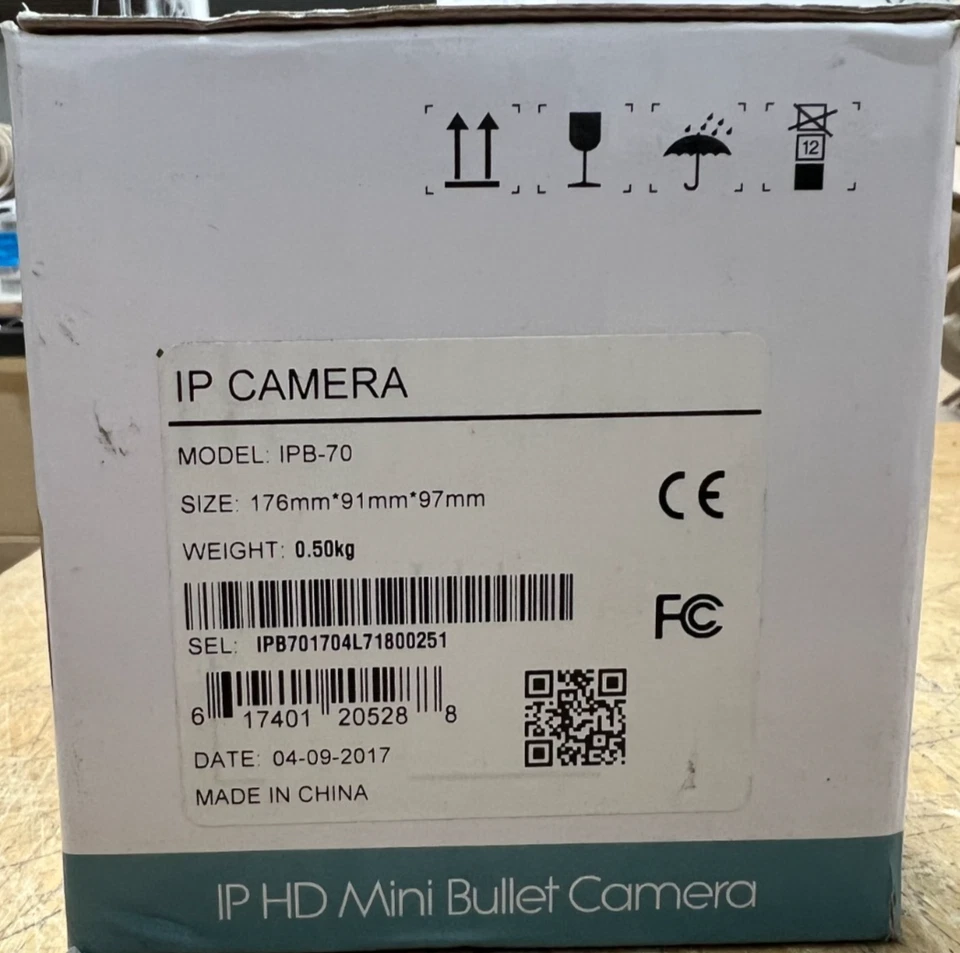 12
IP CAMERA
MODEL: IPB-70
SIZE: 176mm*91mm*97mm
CE
WEIGHT: 0.50kg
FC
SEL: IPB701704L71800251
6 17401 20528 8
DATE: 04-09-2017
MADE IN CHINA
IP HD Mini Bullet Camera